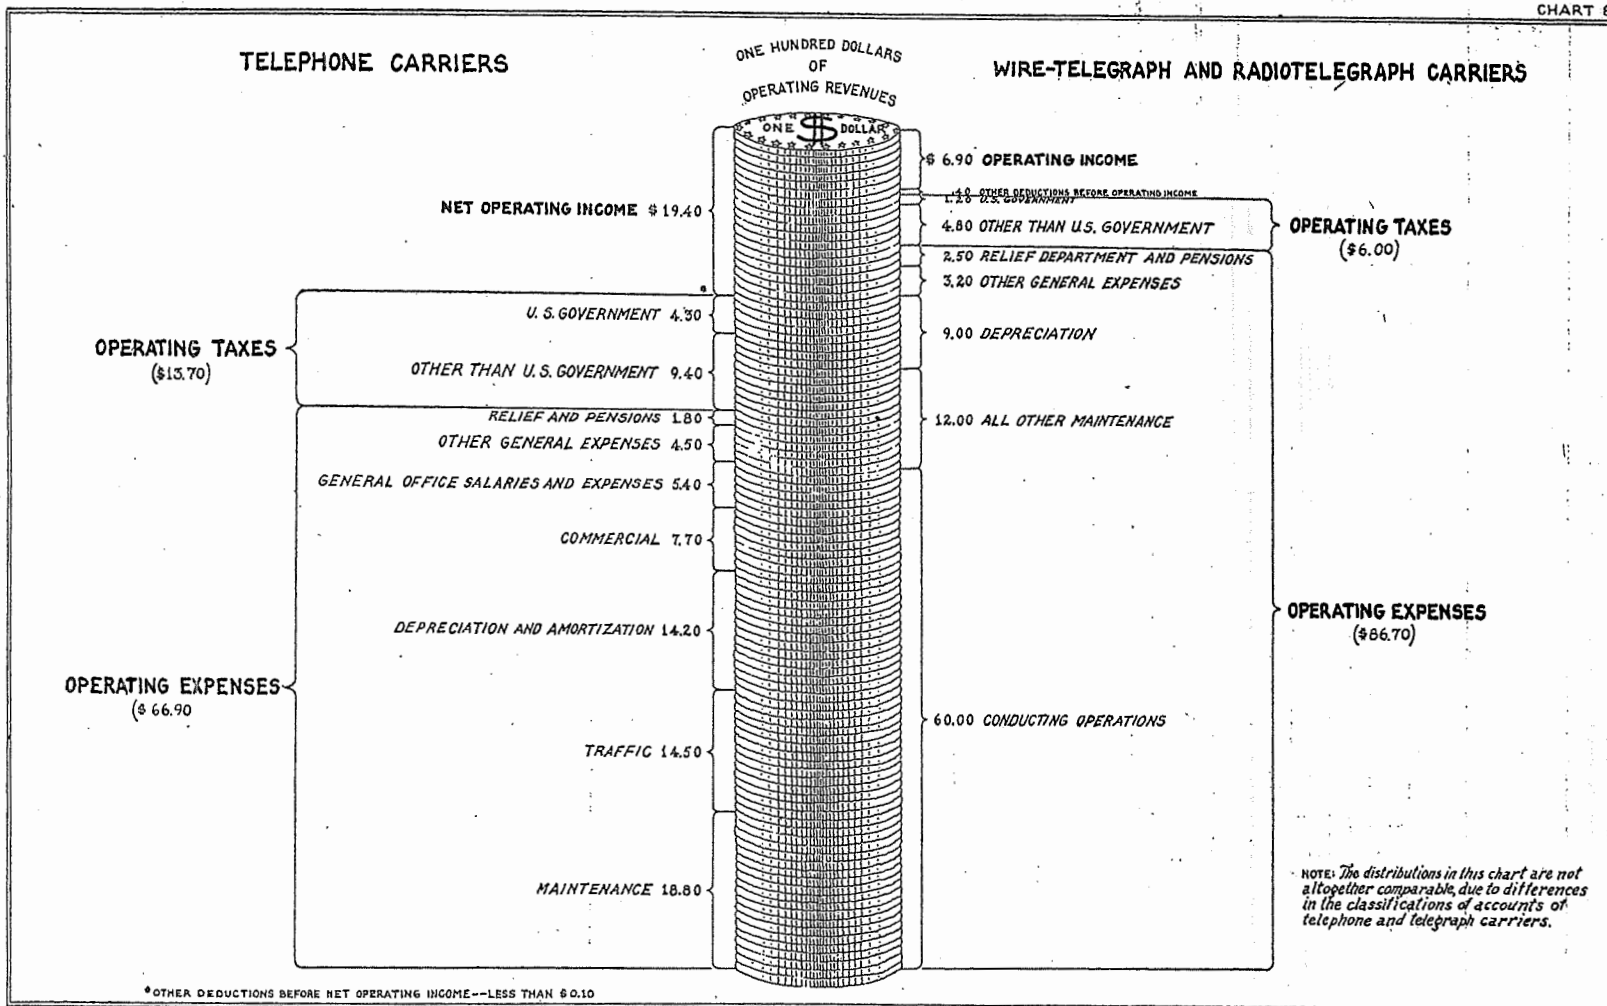 CHART 8
TELEPHONE CARRIERS
ONE HUNDRED DOLLARS
OF
OPERATING REVENUES
WIRE-TELEGRAPH AND RADIOTELEGRAPH CARRIERS
ONE $ DOLLAR
NET OPERATING INCOME $ 19.40
*
U.S. GOVERNMENT 4.30
OTHER THAN U.S. GOVERNMENT 9.40
OPERATING TAXES
($13.70)
RELIEF AND PENSIONS 1.80
OTHER GENERAL EXPENSES 4.50
GENERAL OFFICE SALARIES AND EXPENSES 5.40
COMMERCIAL 7.70
DEPRECIATION AND AMORTIZATION 14.20
TRAFFIC 14.50
MAINTENANCE 18.80
OPERATING EXPENSES
($ 66.90
$ 6.90 OPERATING INCOME
.40 OTHER DEDUCTIONS BEFORE OPERATING INCOME
1.20 U.S. GOVERNMENT
4.80 OTHER THAN U.S. GOVERNMENT
OPERATING TAXES
($6.00)
2.50 RELIEF DEPARTMENT AND PENSIONS
3.20 OTHER GENERAL EXPENSES
9.00 DEPRECIATION
12.00 ALL OTHER MAINTENANCE
60.00 CONDUCTING OPERATIONS
OPERATING EXPENSES
($86.70)
NOTE: The distributions in this chart are not
altogether comparable, due to differences
in the classifications of accounts of
telephone and telegraph carriers.
*OTHER DEDUCTIONS BEFORE NET OPERATING INCOME--LESS THAN $0.10